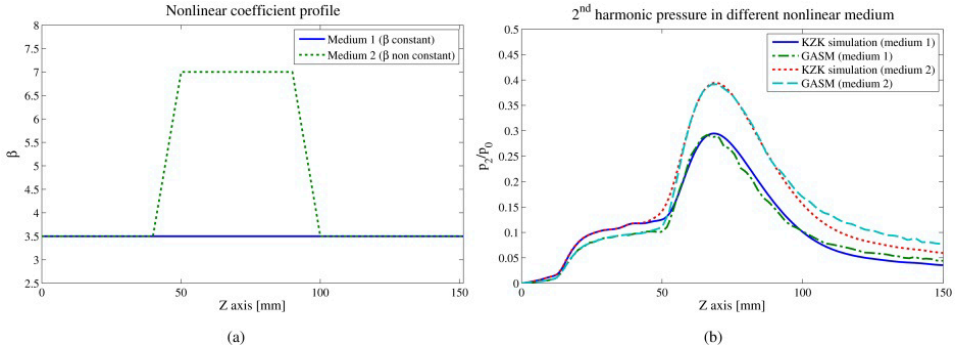 Nonlinear coefficient profile
8
7.5
7
6.5
6
5.5
5
4.5
4
3.5
3
2.5
β
0
50
100
150
Z axis [mm]
Medium 1 (β constant)
Medium 2 (β non constant)
(a)
2nd harmonic pressure in different nonlinear medium
0.5
0.45
0.4
0.35
0.3
0.25
0.2
0.15
0.1
0.05
0
p2/p0
0
50
100
150
Z axis [mm]
KZK simulation (medium 1)
GASM (medium 1)
KZK simulation (medium 2)
GASM (medium 2)
(b)